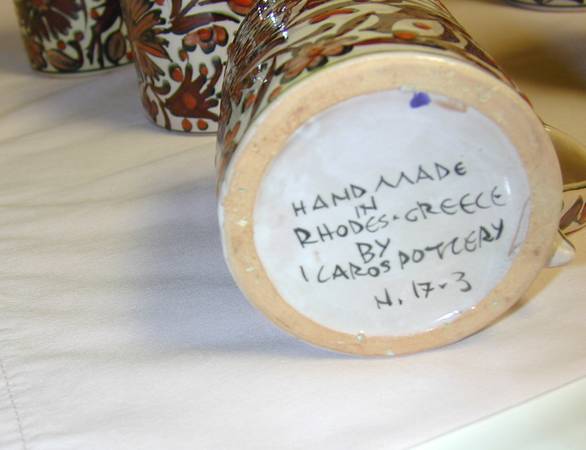 HAND MADE
IN
RHODES·GREECE
BY
ICAROS POTTERY
N. 17-3